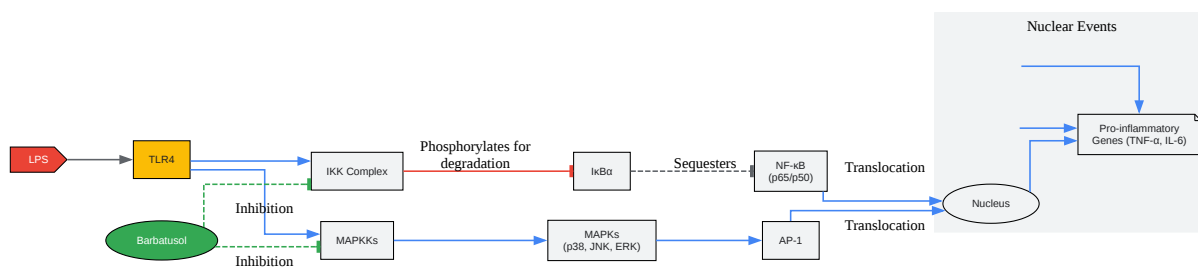 Nuclear Events
LPS
TLR4
IKK Complex
Phosphorylates for
degradation
IκBα
Sequesters
NF-κB
(p65/p50)
Translocation
Pro-inflammatory
Genes (TNF-α, IL-6)
Nucleus
Inhibition
Barbatusol
Inhibition
MAPKKs
MAPKs
(p38, JNK, ERK)
AP-1
Translocation